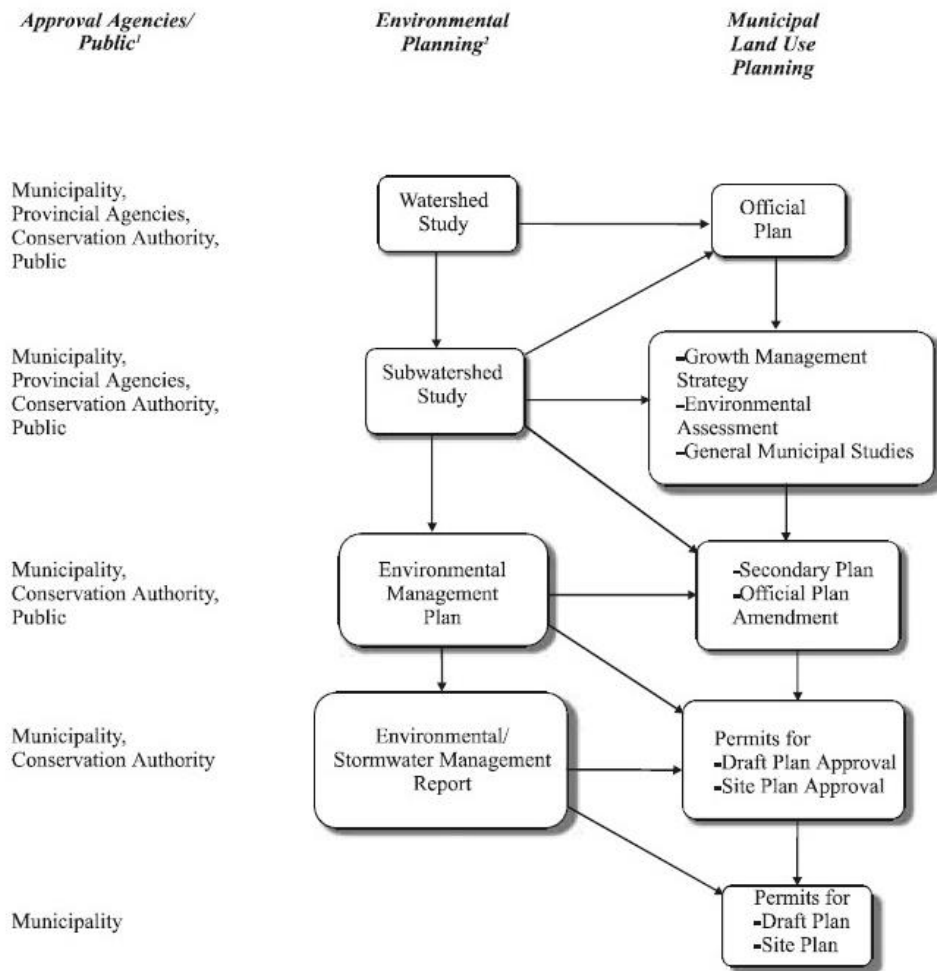 Approval Agencies/
Public¹
Environmental
Planning²
Municipal
Land Use
Planning
Municipality,
Provincial Agencies,
Conservation Authority,
Public
Watershed
Study
Official
Plan
Municipality,
Provincial Agencies,
Conservation Authority,
Public
Subwatershed
Study
-Growth Management
Strategy
-Environmental
Assessment
-General Municipal Studies
Municipality,
Conservation Authority,
Public
Environmental
Management
Plan
-Secondary Plan
-Official Plan
Amendment
Municipality,
Conservation Authority
Environmental/
Stormwater Management
Report
Permits for
-Draft Plan Approval
-Site Plan Approval
Municipality
Permits for
-Draft Plan
-Site Plan